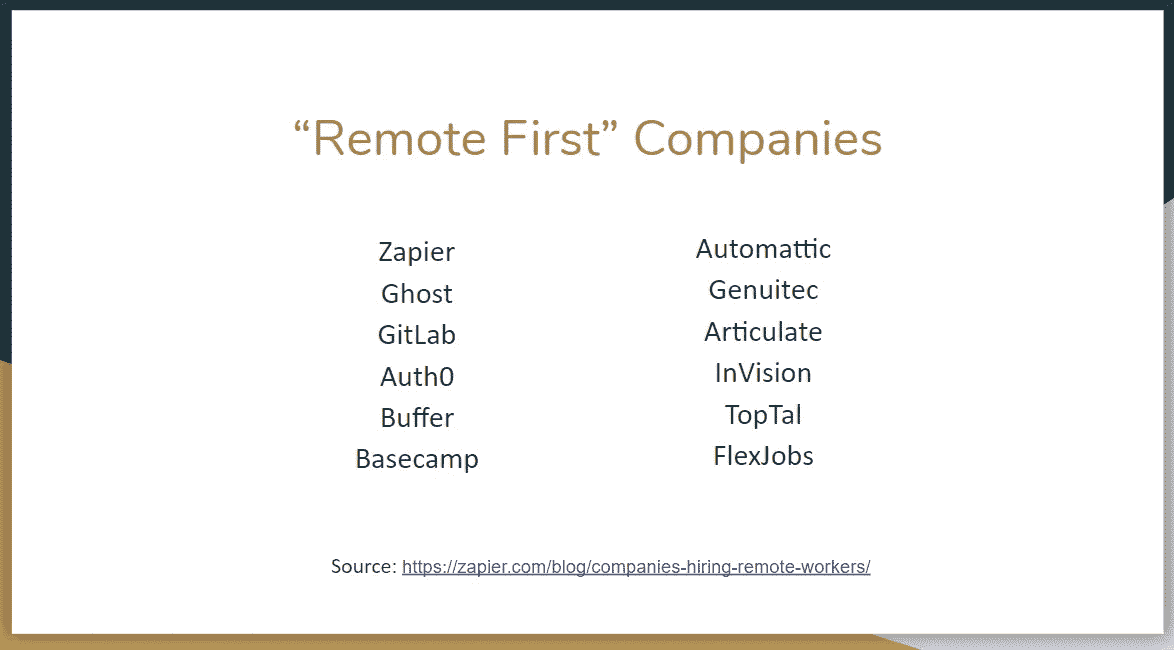 “Remote First” Companies
Zapier
Ghost
GitLab
Auth0
Buffer
Basecamp
Automattic
Genuitec
Articulate
InVision
TopTal
FlexJobs
Source: https://zapier.com/blog/companies-hiring-remote-workers/